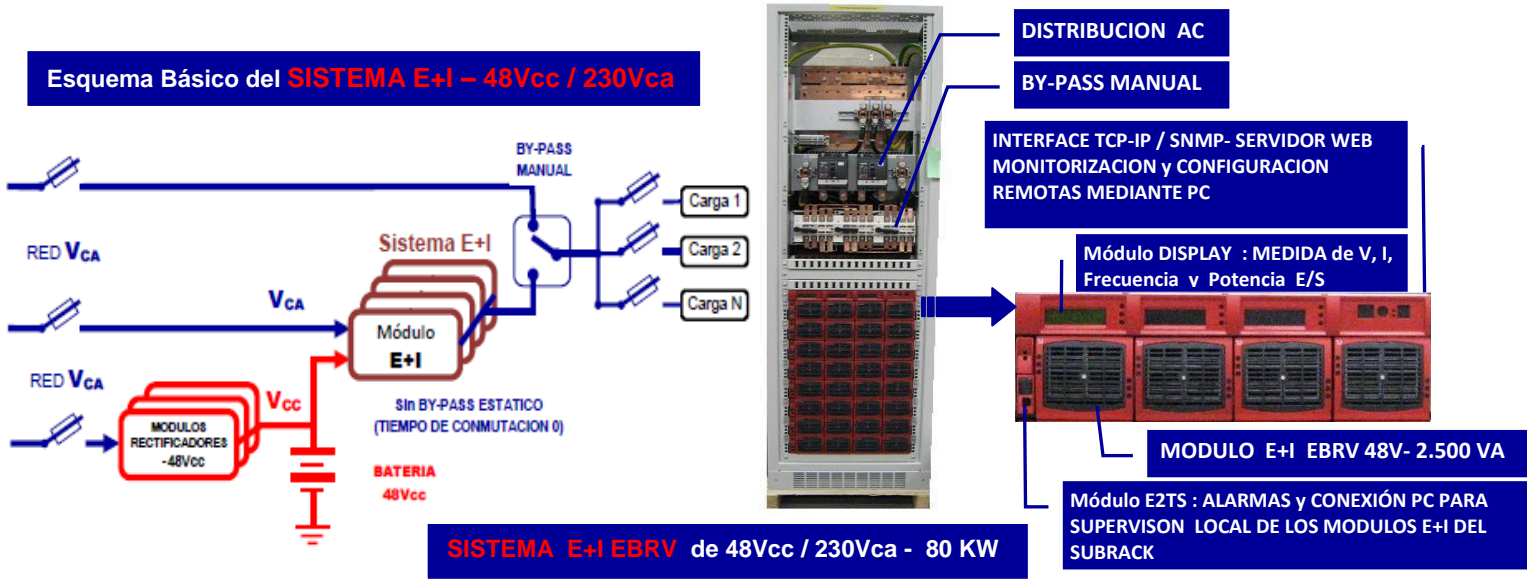 Esquema Básico del SISTEMA E+I – 48Vcc / 230Vca
BY-PASS
MANUAL
Carga 1
Carga 2
Carga N
RED VCA
Sistema E+I
VCA
Módulo
E+I
RED VCA
VCC
MODULOS
RECTIFICADORES
-48Vcc
Sin BY-PASS ESTATICO
(TIEMPO DE CONMUTACION 0)
BATERIA
48Vcc
DISTRIBUCION AC
BY-PASS MANUAL
INTERFACE TCP-IP / SNMP- SERVIDOR WEB
MONITORIZACION y CONFIGURACION
REMOTAS MEDIANTE PC
Módulo DISPLAY : MEDIDA de V, I,
Frecuencia y Potencia E/S
MODULO E+I EBRV 48V- 2.500 VA
Módulo E2TS : ALARMAS y CONEXIÓN PC PARA
SUPERVISON LOCAL DE LOS MODULOS E+I DEL
SUBRACK
SISTEMA E+I EBRV de 48Vcc / 230Vca - 80 KW